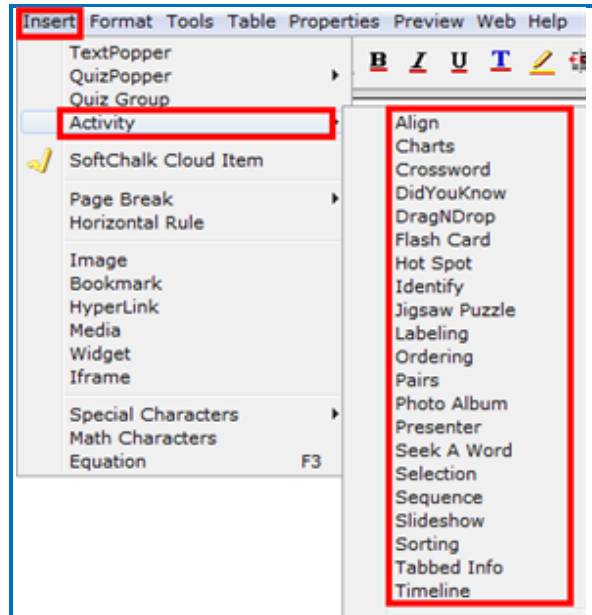 Insert Format Tools Table Properties Preview Web Help
B I U T
TextPopper
QuizPopper
Quiz Group
Activity
SoftChalk Cloud Item
Page Break
Horizontal Rule
Image
Bookmark
HyperLink
Media
Widget
Iframe
Special Characters
Math Characters
Equation F3
Align
Charts
Crossword
DidYouKnow
DragNDrop
Flash Card
Hot Spot
Identify
Jigsaw Puzzle
Labeling
Ordering
Pairs
Photo Album
Presenter
Seek A Word
Selection
Sequence
Slideshow
Sorting
Tabbed Info
Timeline